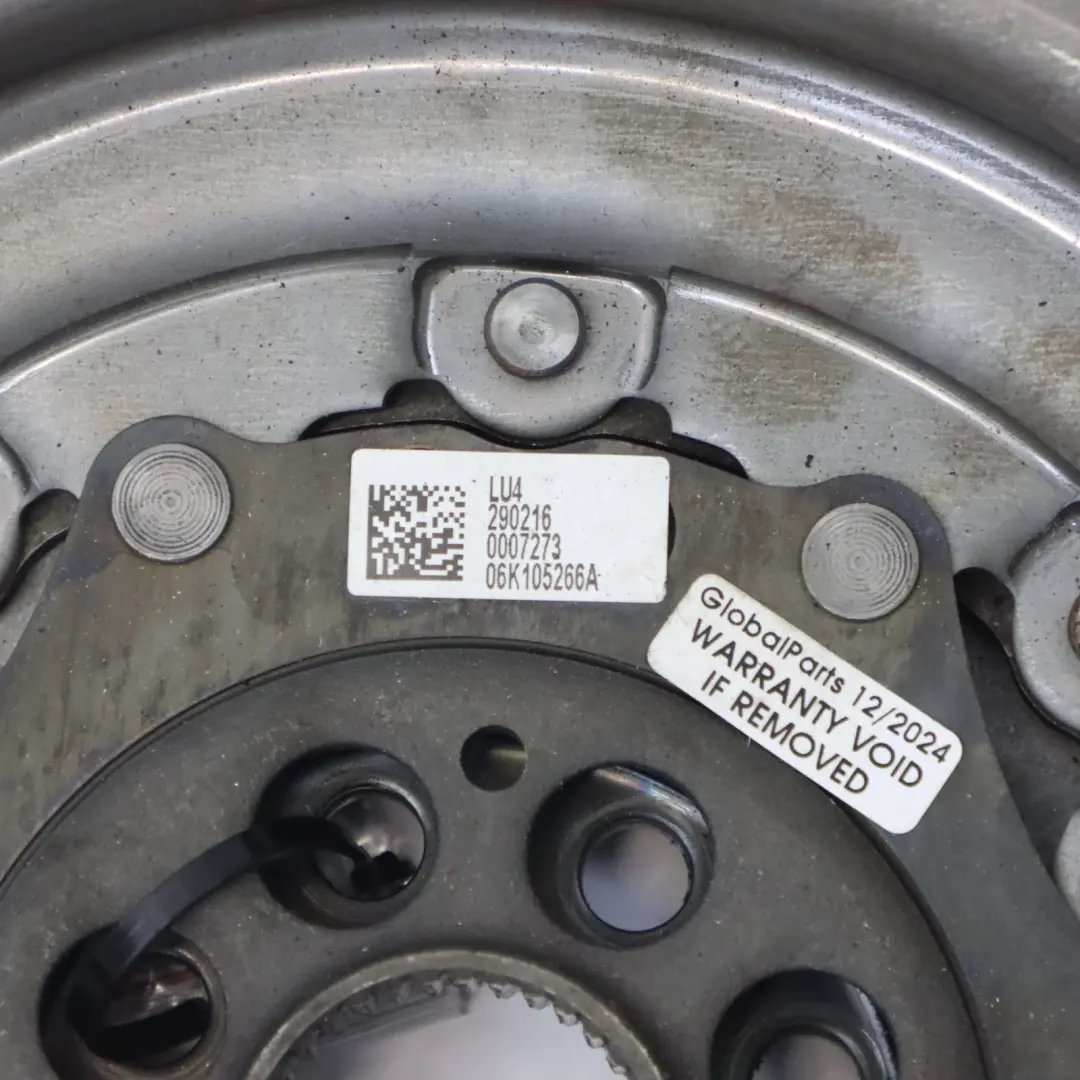 LU4
290216
0007273
06K105266A
GlobalParts 12/2024
WARRANTY VOID
IF REMOVED